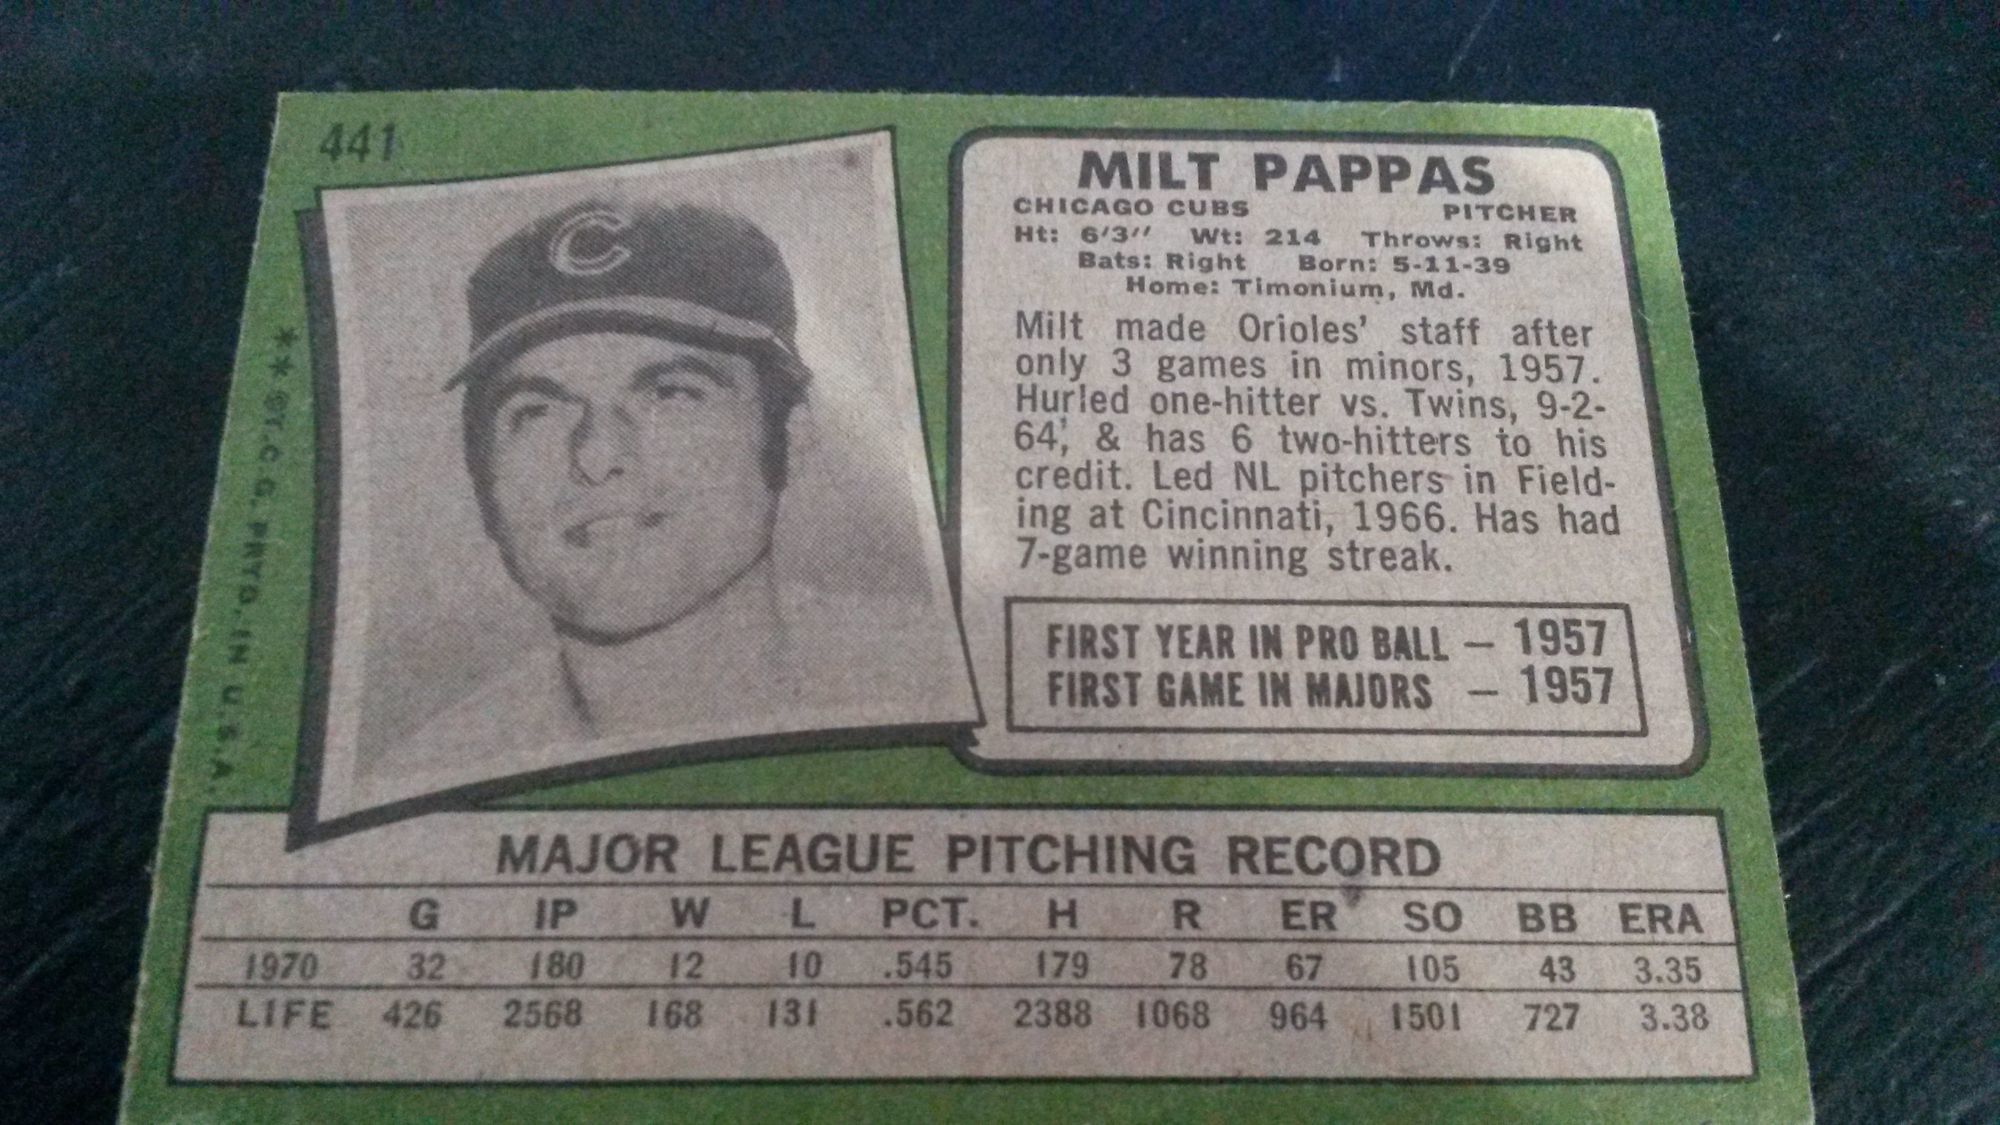 441
C
** ©T.C.G. PRTD. IN U.S.A.
MILT PAPPAS
CHICAGO CUBS PITCHER
Ht: 6'3" Wt: 214 Throws: Right
Bats: Right Born: 5-11-39
Home: Timonium, Md.
Milt made Orioles' staff after
only 3 games in minors, 1957.
Hurled one-hitter vs. Twins, 9-2-
64', & has 6 two-hitters to his
credit. Led NL pitchers in Field-
ing at Cincinnati, 1966. Has had
7-game winning streak.
FIRST YEAR IN PRO BALL — 1957
FIRST GAME IN MAJORS — 1957
MAJOR LEAGUE PITCHING RECORD
G IP W L PCT. H R ER SO BB ERA
1970 32 180 12 10 .545 179 78 67 105 43 3.35
LIFE 426 2568 168 131 .562 2388 1068 964 1501 727 3.38